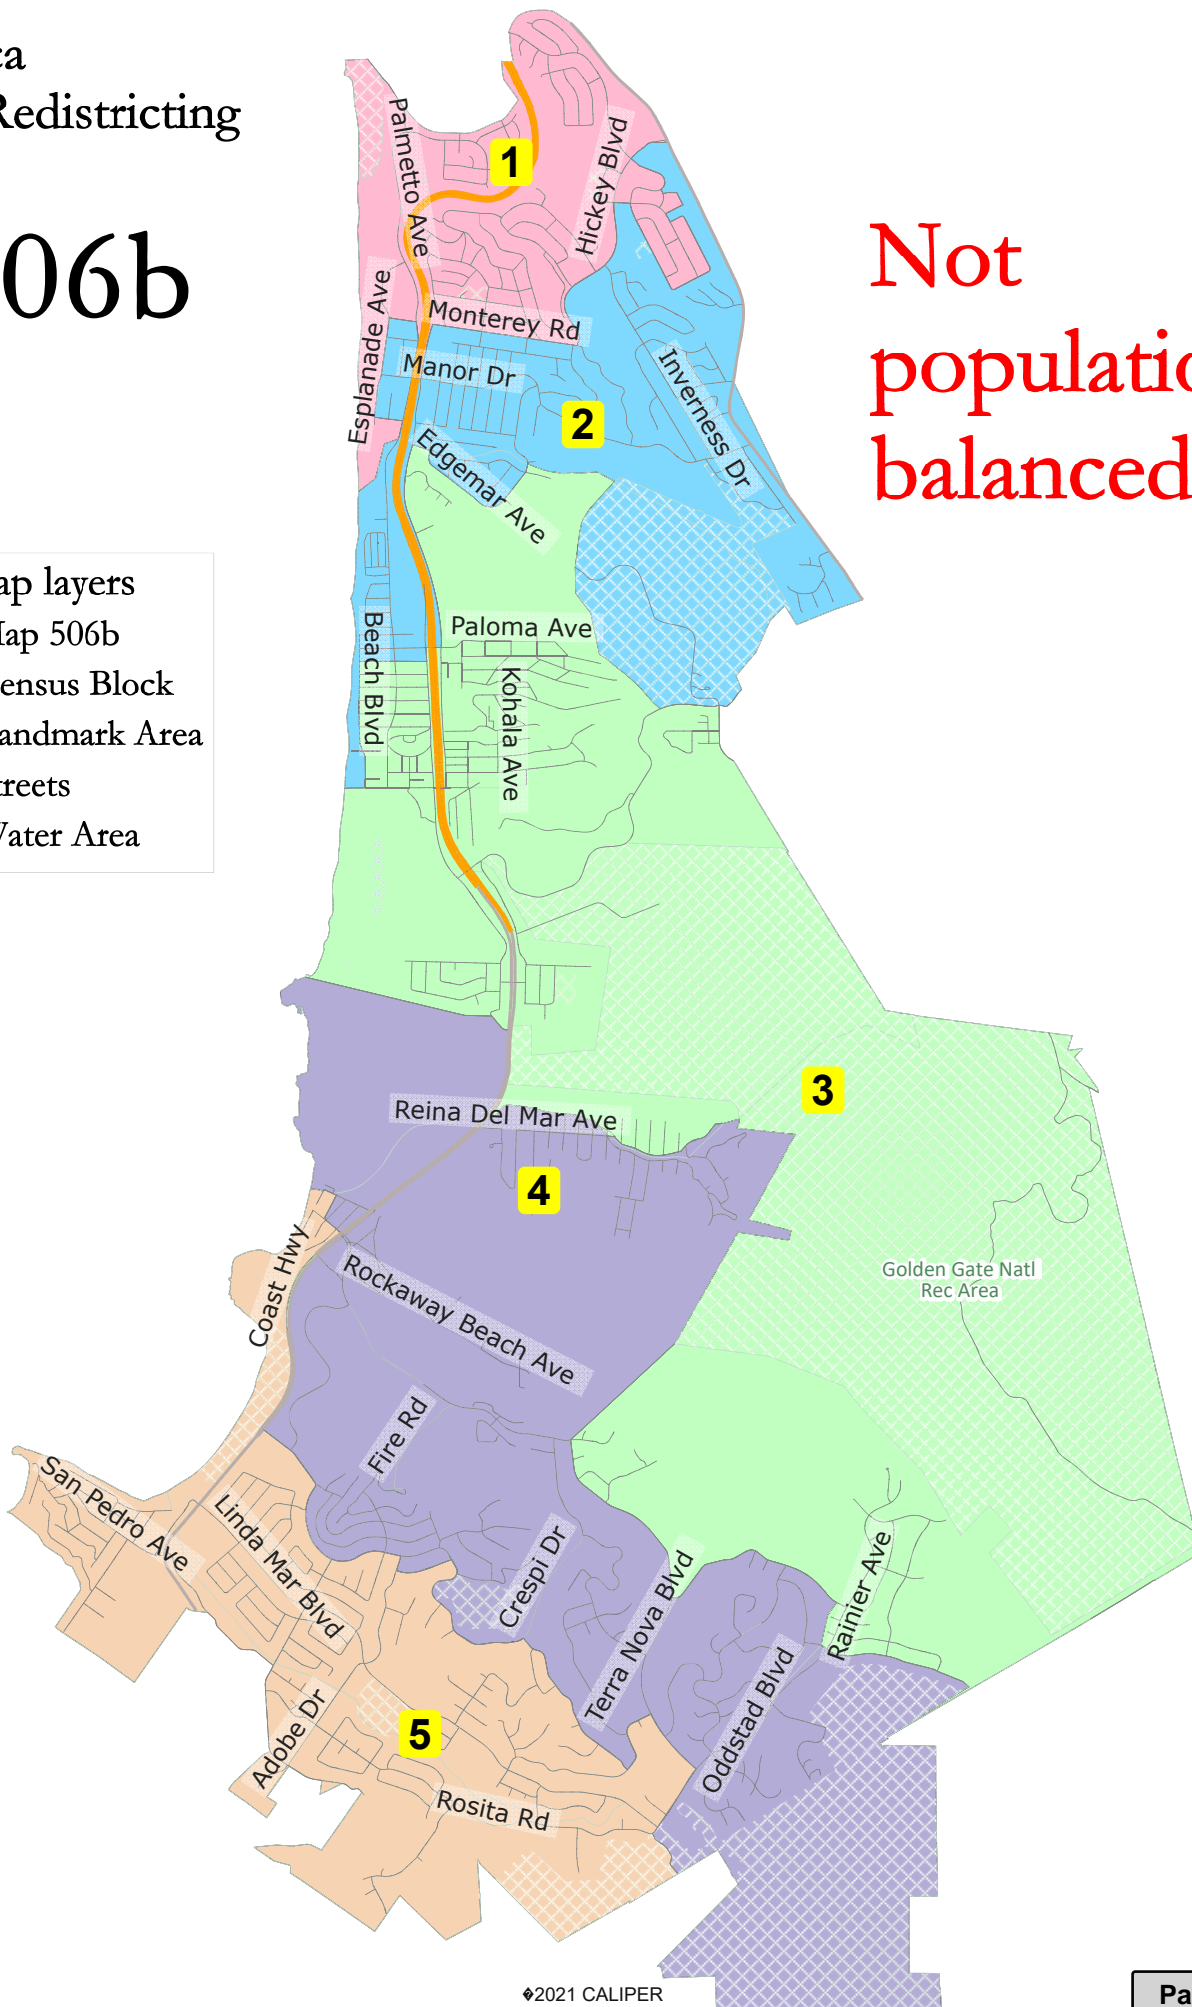 ca
Redistricting
06b
Not
populatio
balanced
ap layers
Map 506b
ensus Block
andmark Area
treets
Water Area
1
Palmetto Ave
Hickey Blvd
Esplanade Ave
Monterey Rd
Manor Dr
Inverness Dr
2
Edgemar Ave
Paloma Ave
Beach Blvd
Kohala Ave
3
Reina Del Mar Ave
4
Golden Gate Natl
Rec Area
Coast Hwy
Rockaway Beach Ave
Fire Rd
San Pedro Ave
Linda Mar Blvd
Crespi Dr
Terra Nova Blvd
Rainier Ave
Oddstad Blvd
Adobe Dr
5
Rosita Rd
�2021 CALIPER
Pa